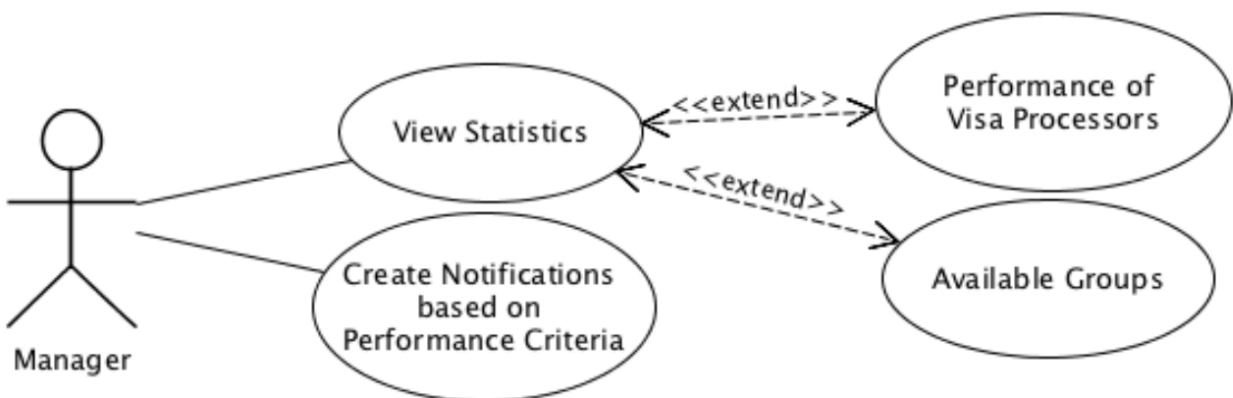 Manager
View Statistics
Create Notifications
based on
Performance Criteria
<<extend>>
<<extend>>
Performance of
Visa Processors
Available Groups